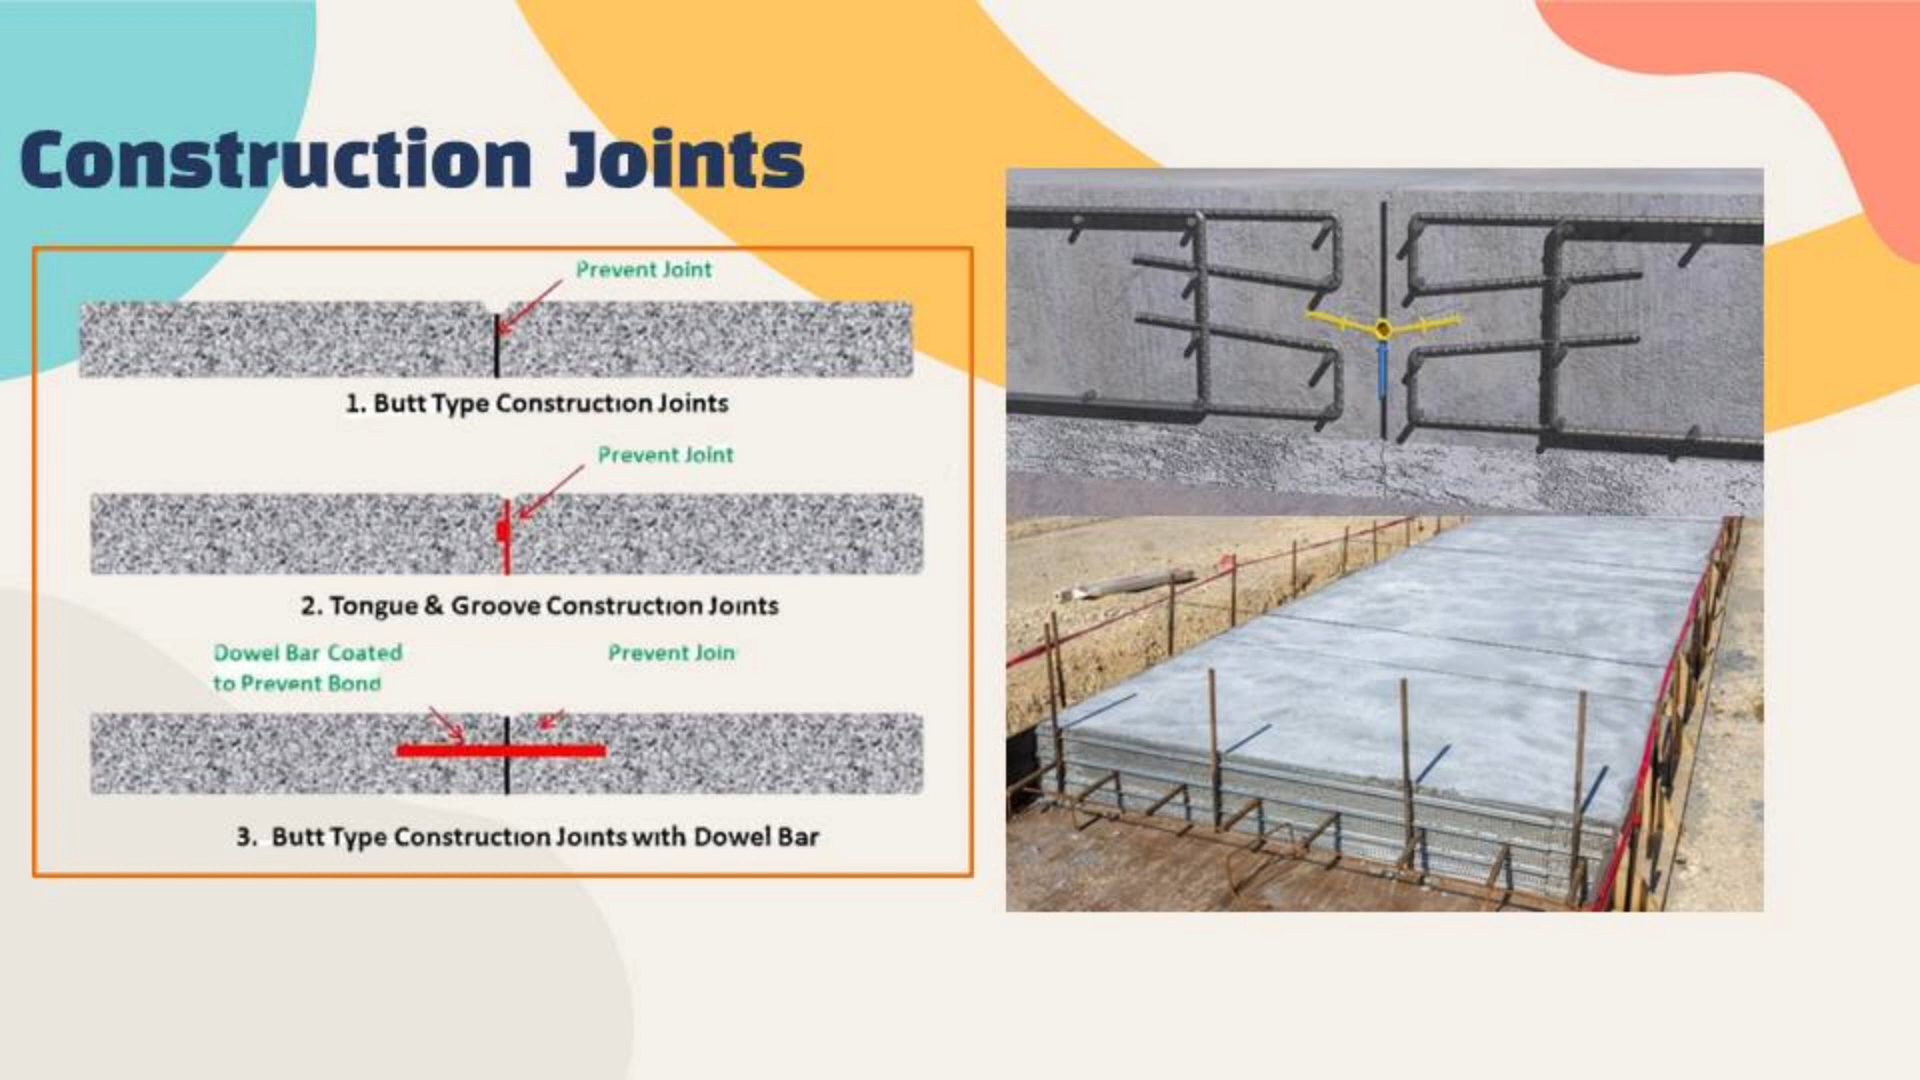 Construction Joints
Prevent Joint
1. Butt Type Construction Joints
Prevent Joint
2. Tongue & Groove Construction Joints
Dowel Bar Coated
to Prevent Bond
Prevent Join
3. Butt Type Construction Joints with Dowel Bar